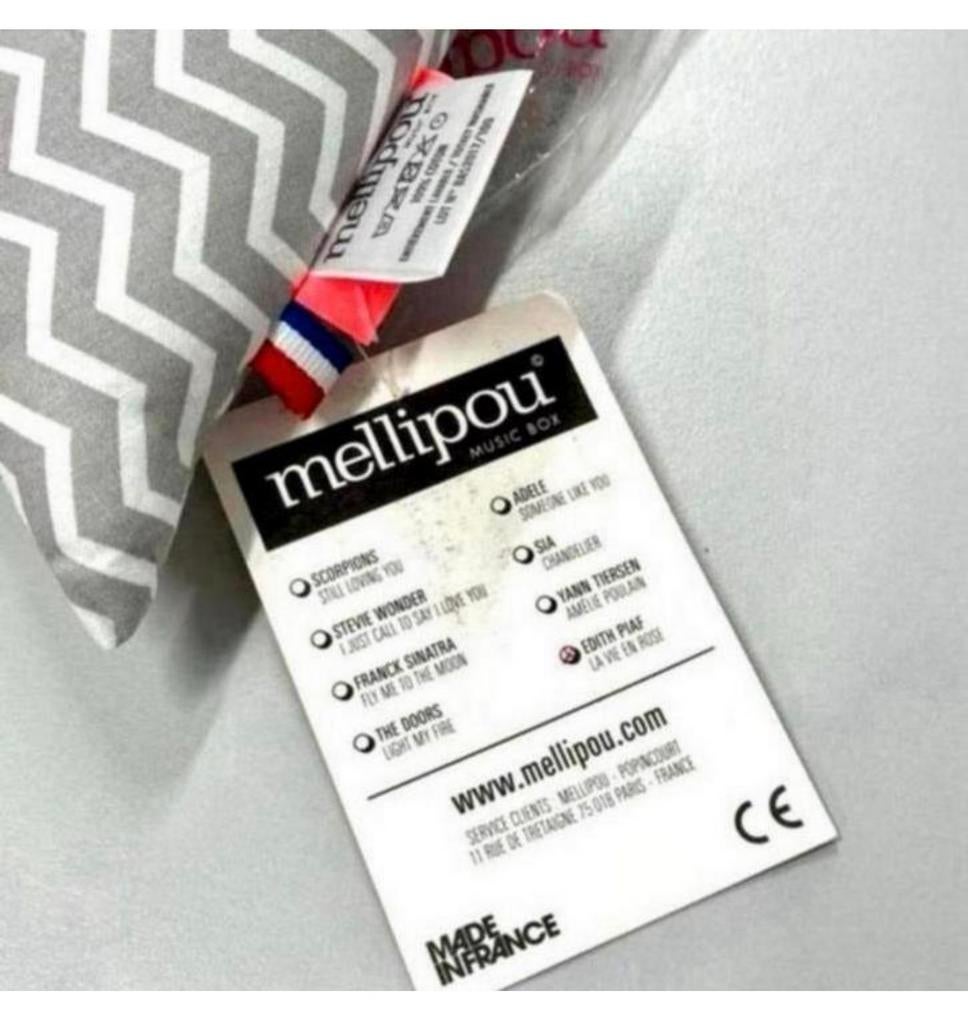 mellipou
LOT N° BAS2107/21
mellipou©
MUSIC BOX
SCORPIONS
STILL LOVING YOU
STEVIE WONDER
I JUST CALL TO SAY I LOVE YOU
FRANCK SINATRA
FLY ME TO THE MOON
THE DOORS
LIGHT MY FIRE
ADELE
SOMEONE LIKE YOU
SIA
CHANDELIER
YANN TIERSEN
AMÉLIE POULAIN
EDITH PIAF
LA VIE EN ROSE
www.mellipou.com
SERVICE CLIENTS : MELLIPOU - POPINCOURT
11 RUE DE TRETAIGNE 75 018 PARIS - FRANCE
CE
MADE
IN FRANCE